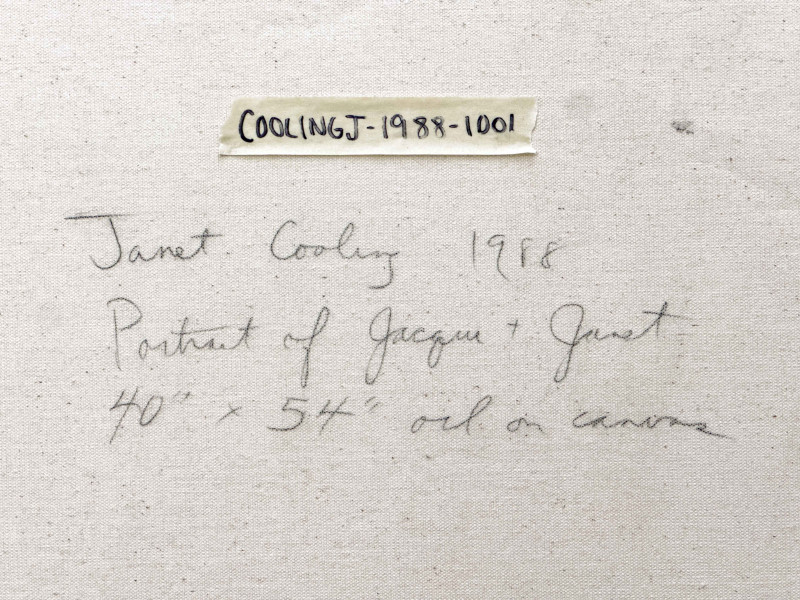 COOLINGJ-1988-1001
Janet Cooling 1988
Portrait of Jacque + Janet
40" x 54" oil on canvas